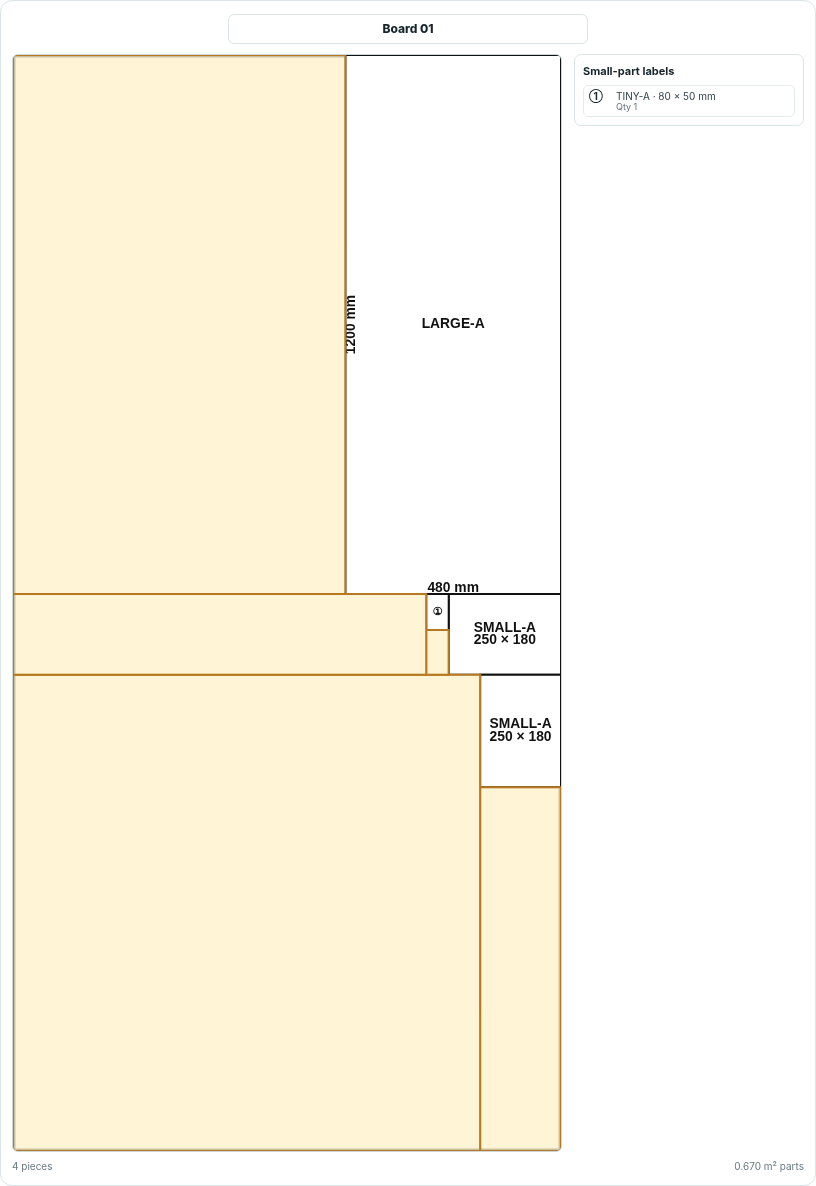 Board 01
Small-part labels
① TINY-A · 80 × 50 mm
Qty 1
1200 mm
LARGE-A
480 mm
①
SMALL-A
250 × 180
SMALL-A
250 × 180
4 pieces
0.670 m² parts